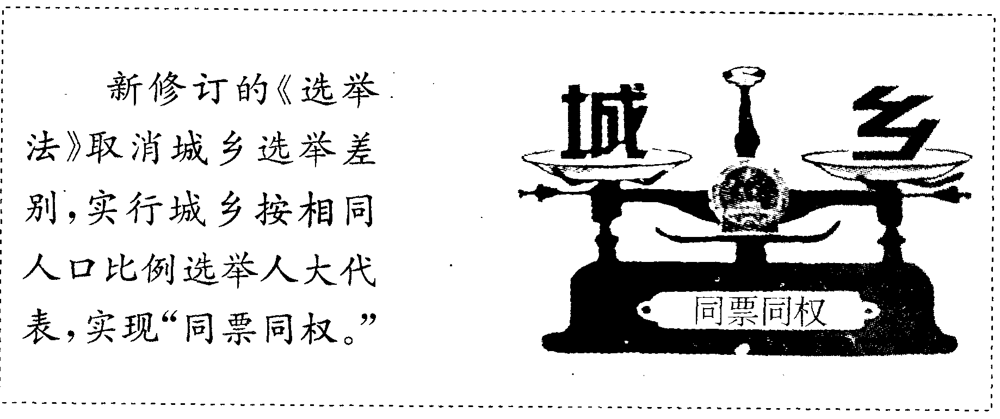 新修订的《选举
法》取消城乡选举差
别，实行城乡按相同
人口比例选举人大代
表，实现“同票同权。”
城 乡
同票同权